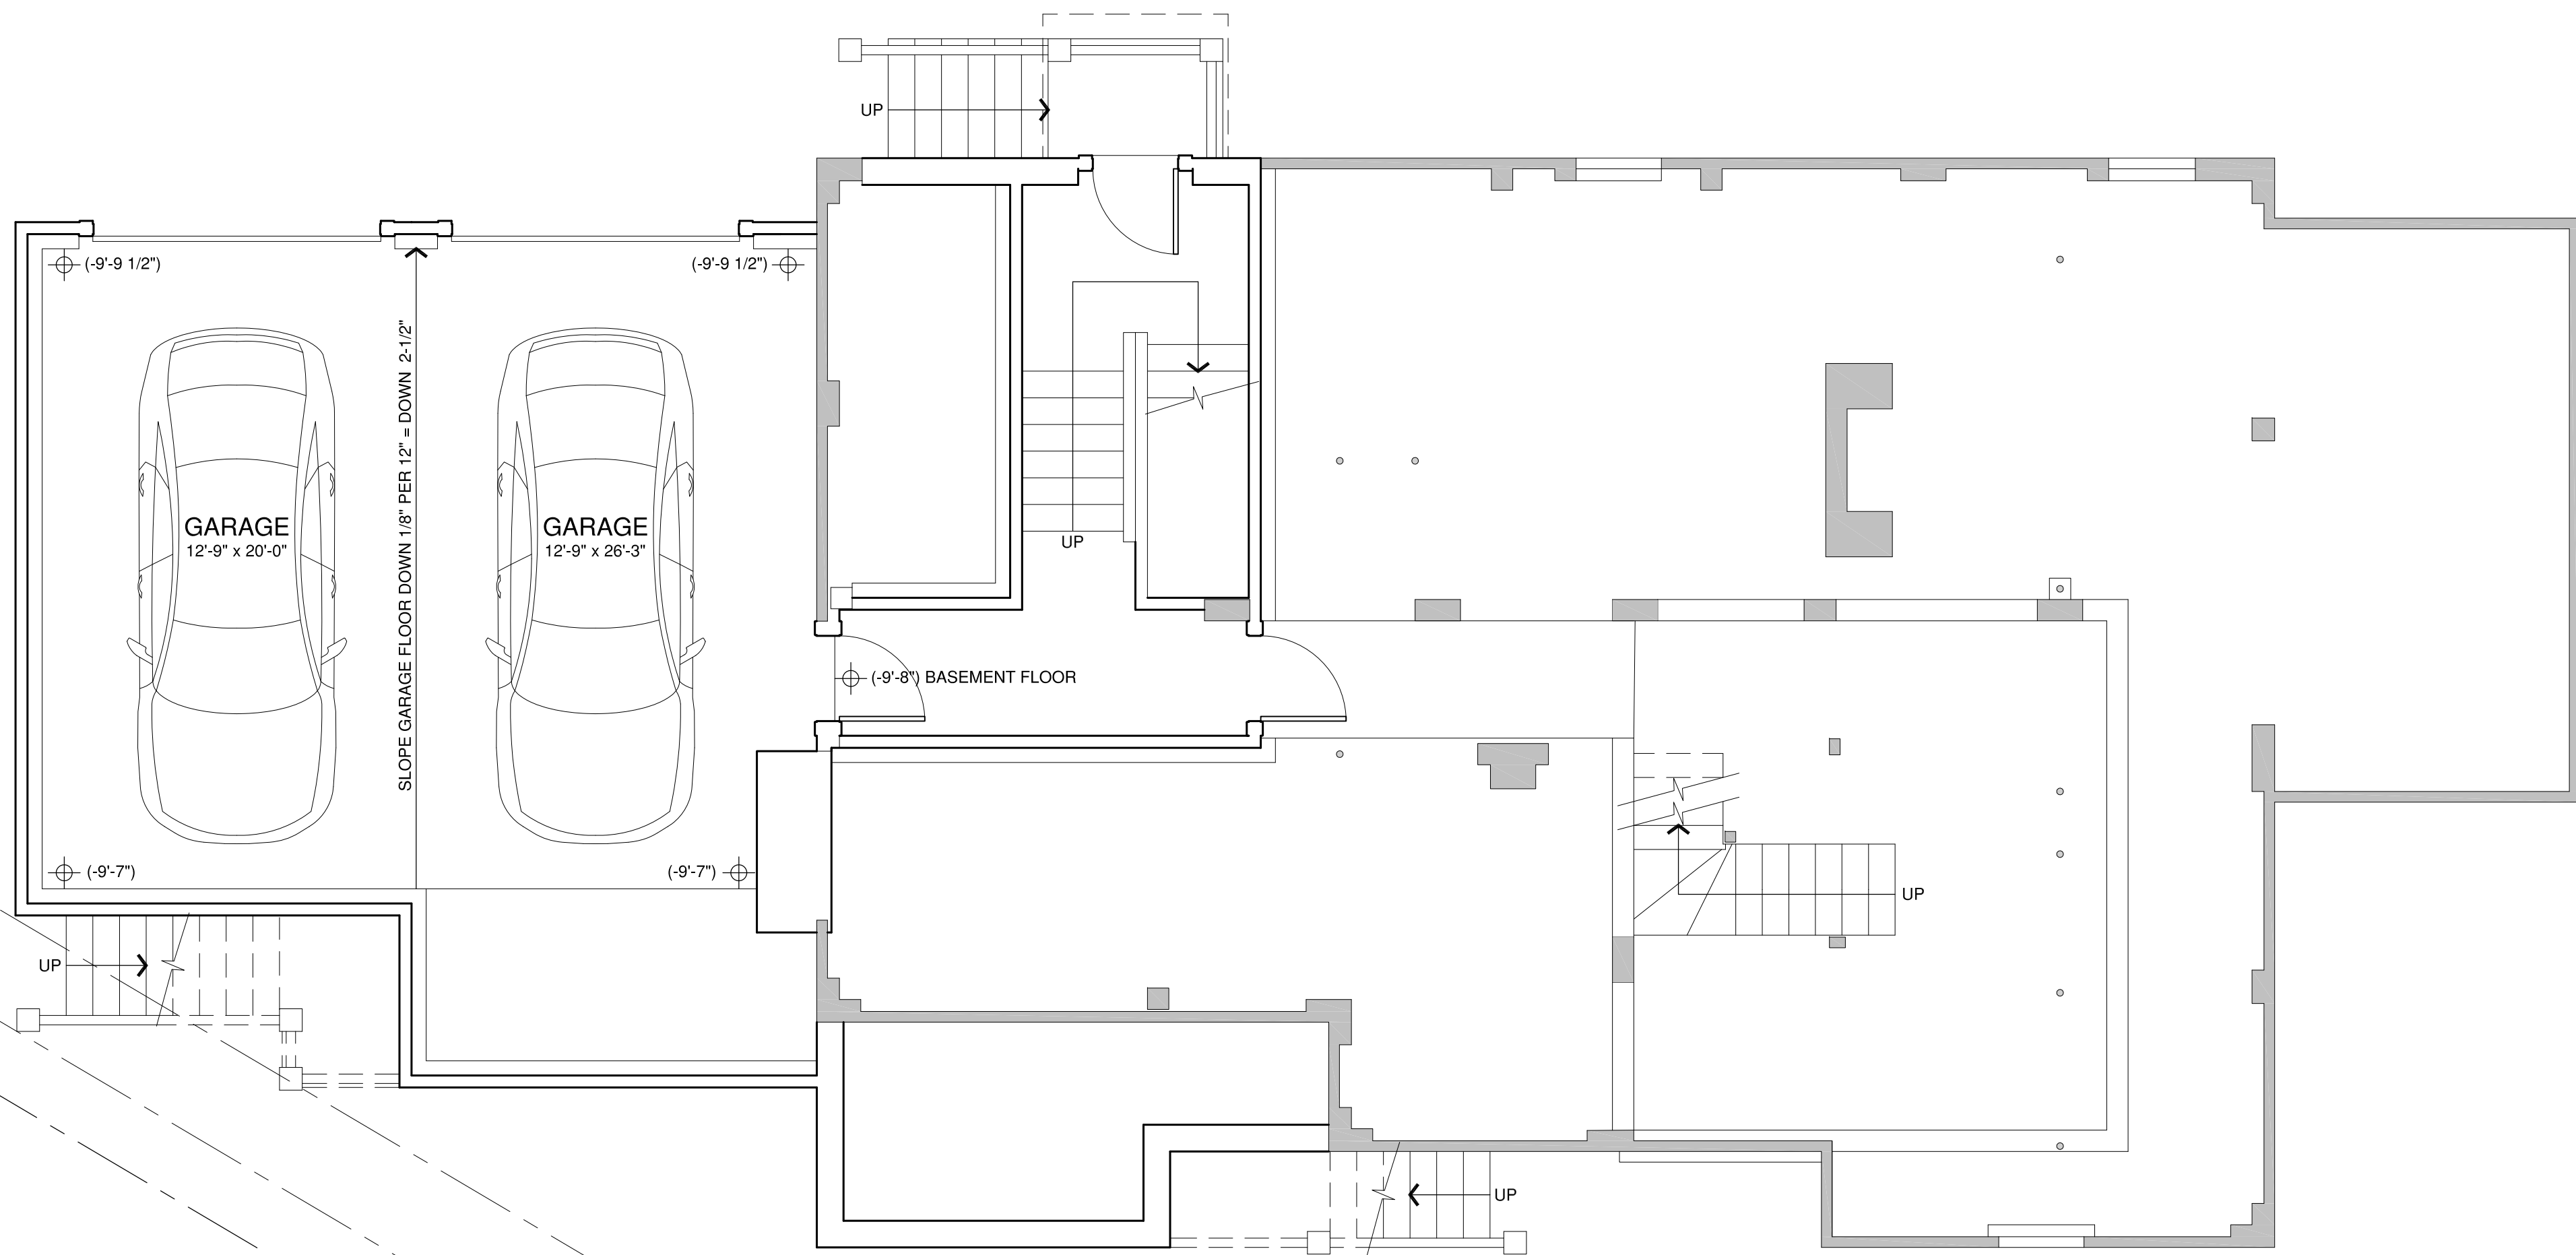 UP
(-9'-9 1/2")
(-9'-9 1/2")
SLOPE GARAGE FLOOR DOWN 1/8" PER 12" = DOWN 2-1/2"
GARAGE
12'-9" x 20'-0"
GARAGE
12'-9" x 26'-3"
UP
(-9'-8") BASEMENT FLOOR
(-9'-7")
(-9'-7")
UP
UP
UP